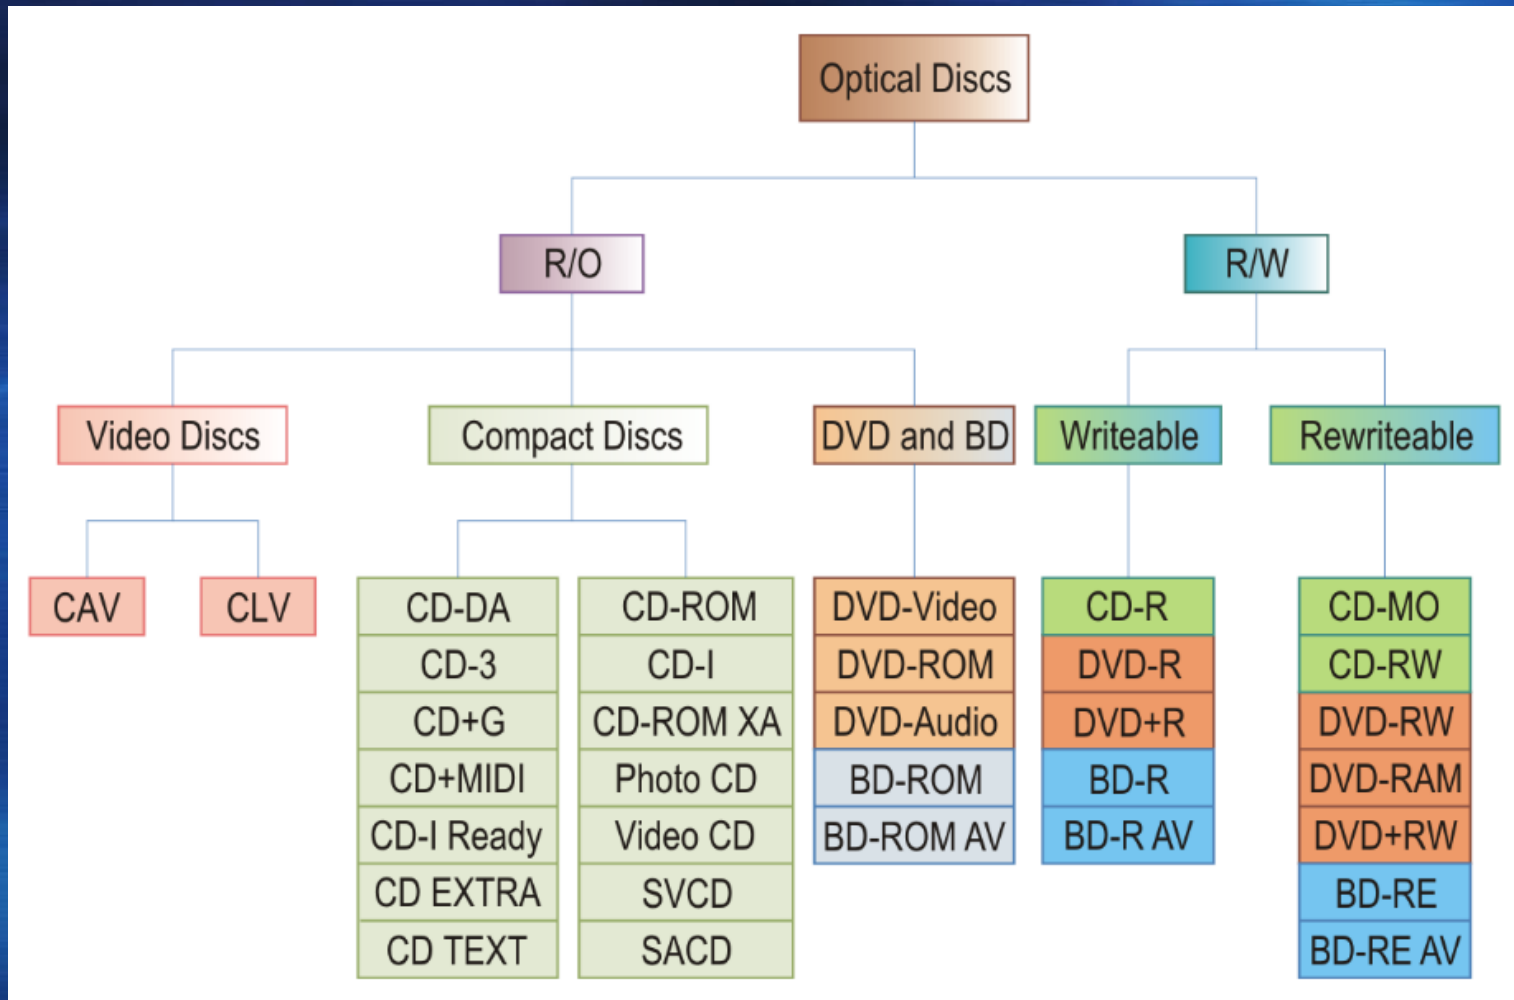 Optical Discs
R/O
R/W
Video Discs
Compact Discs
DVD and BD
Writeable
Rewriteable
CAV
CLV
CD-DA
CD-3
CD+G
CD+MIDI
CD-I Ready
CD EXTRA
CD TEXT
CD-ROM
CD-I
CD-ROM XA
Photo CD
Video CD
SVCD
SACD
DVD-Video
DVD-ROM
DVD-Audio
BD-ROM
BD-ROM AV
CD-R
DVD-R
DVD+R
BD-R
BD-R AV
CD-MO
CD-RW
DVD-RW
DVD-RAM
DVD+RW
BD-RE
BD-RE AV